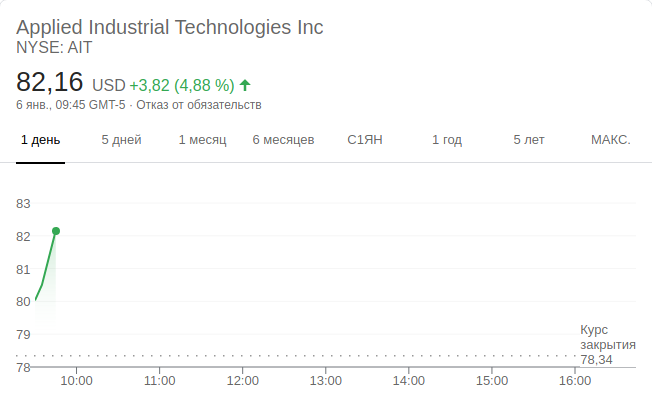 Applied Industrial Technologies Inc
NYSE: AIT
82,16 USD +3,82 (4,88 %)
6 янв., 09:45 GMT-5 · Отказ от обязательств
1 день 5 дней 1 месяц 6 месяцев С1ЯН 1 год 5 лет МАКС.
83
82
81
80
79
78
Курс
закрытия
78,34
10:00 11:00 12:00 13:00 14:00 15:00 16:00